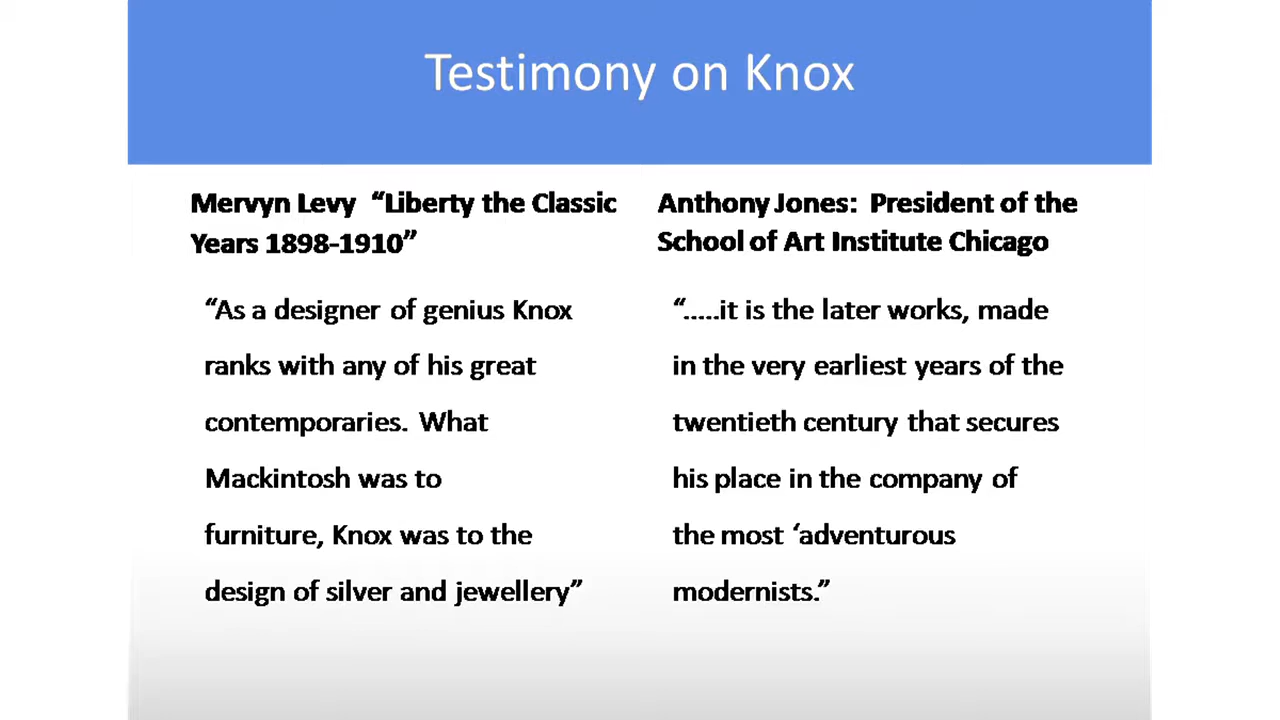 Testimony on Knox
Mervyn Levy “Liberty the Classic
Years 1898-1910”
“As a designer of genius Knox
ranks with any of his great
contemporaries. What
Mackintosh was to
furniture, Knox was to the
design of silver and jewellery”
Anthony Jones: President of the
School of Art Institute Chicago
“.....it is the later works, made
in the very earliest years of the
twentieth century that secures
his place in the company of
the most ‘adventurous
modernists.”